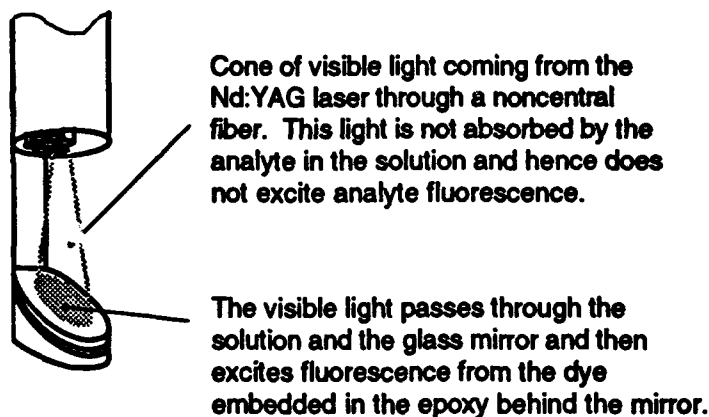 Cone of visible light coming from the
Nd:YAG laser through a noncentral
fiber. This light is not absorbed by the
analyte in the solution and hence does
not excite analyte fluorescence.
The visible light passes through the
solution and the glass mirror and then
excites fluorescence from the dye
embedded in the epoxy behind the mirror.